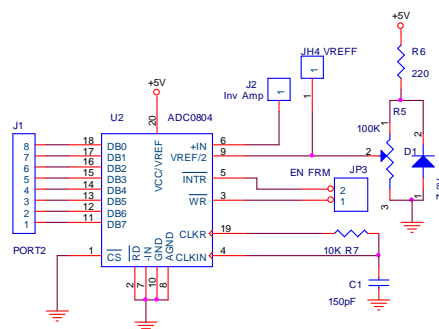 +5V
JH4 VREFF
R6
220
+5V
J2
Inv Amp
1
1
U2
ADC0804
J1
R5
100K
1
2
3
D1
20
VCC/VREF
8 18 DB0
7 17 DB1
6 16 DB2
5 15 DB3
4 14 DB4
3 13 DB5
2 12 DB6
1 11 DB7
PORT2
+IN 6
VREF/2 9
INTR 5
WR 3
CLKR 19
CLKIN 4
EN FRM
JP3
2
1
1 CS
RD
-IN
GND
AGND
2
7
10
8
10K R7
C1
150pF
1